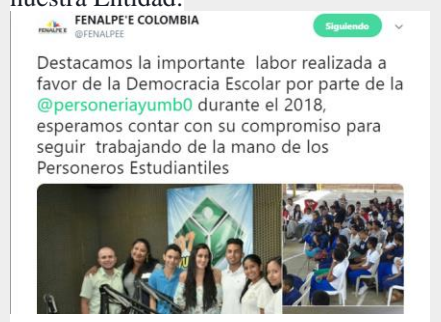 nuestra Entidad.
FENALPE'E COLOMBIA
@FENALPEE
Siguiendo
Destacamos la importante labor realizada a
favor de la Democracia Escolar por parte de la
@personeriayumb0 durante el 2018,
esperamos contar con su compromiso para
seguir trabajando de la mano de los
Personeros Estudiantiles